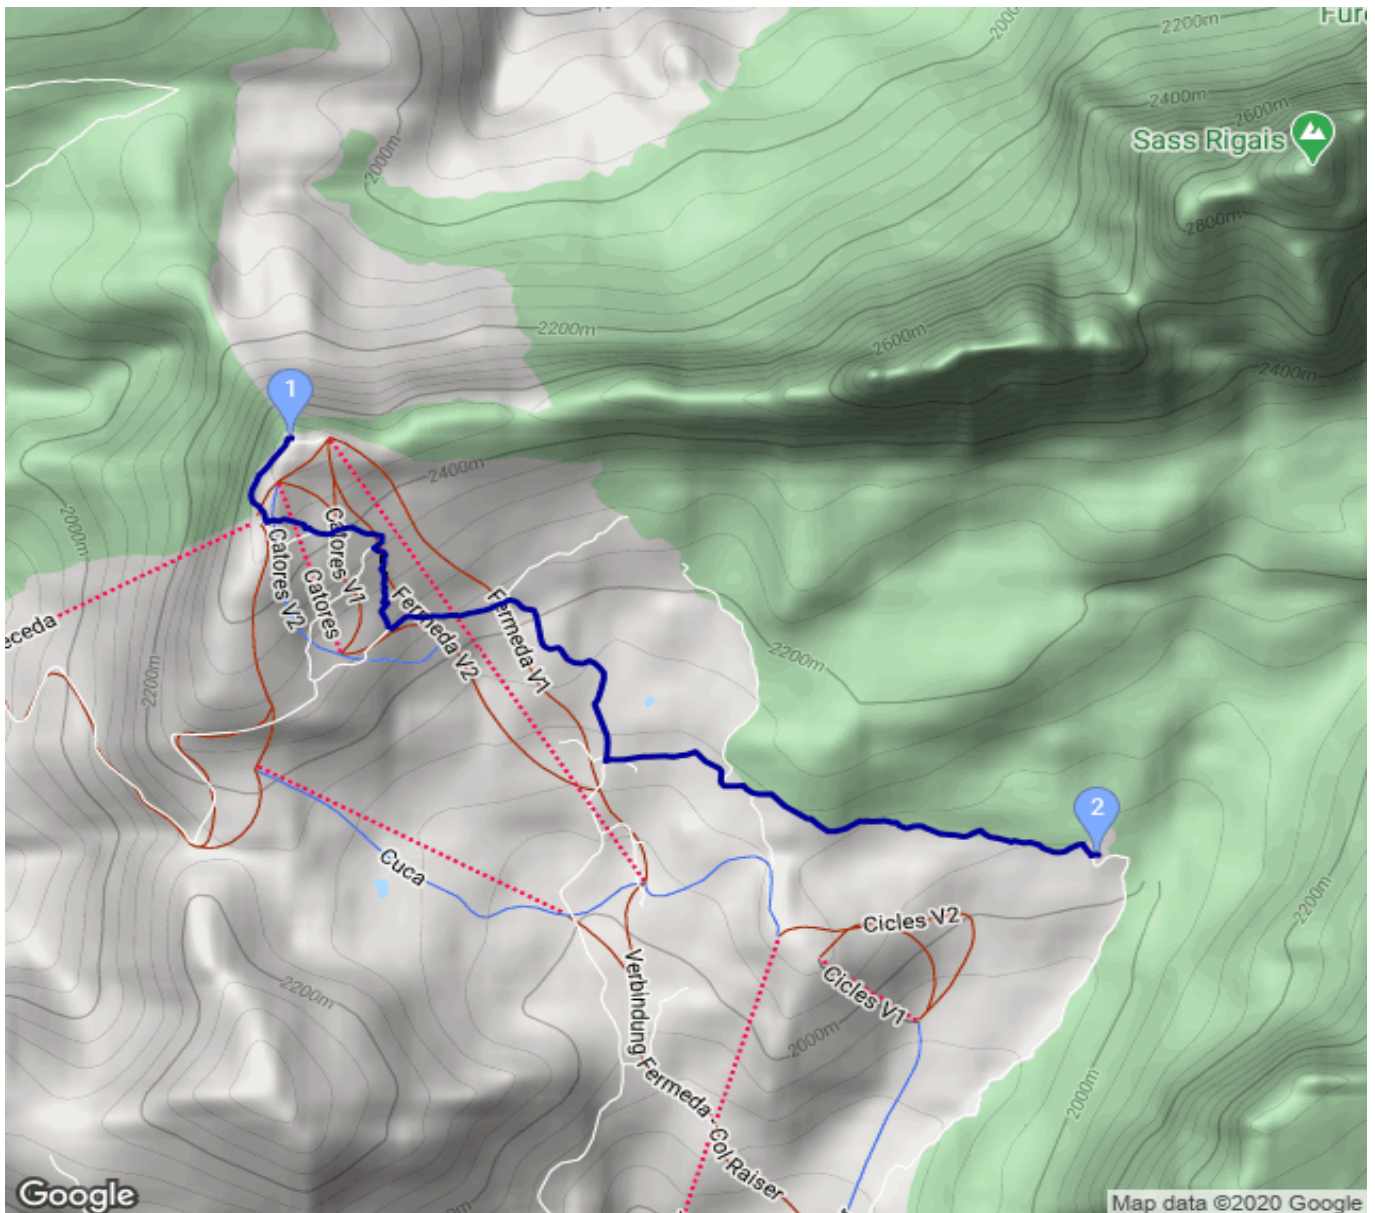 2200m
2000m
Fur
2400m
2600m
Sass Rigais
2000m
2800m
2200m
2600m
2400m
1
2400m
2000m
Catores V2
Catores
Catores V1
Fermeda V2
Fermeda V1
eceda
2200m
2200m
2
Cuca
2200m
Cicles V2
Cicles V1
2200m
2000m
Verbindung Fermeda - Col Raiser
2000m
Google
Map data ©2020 Google